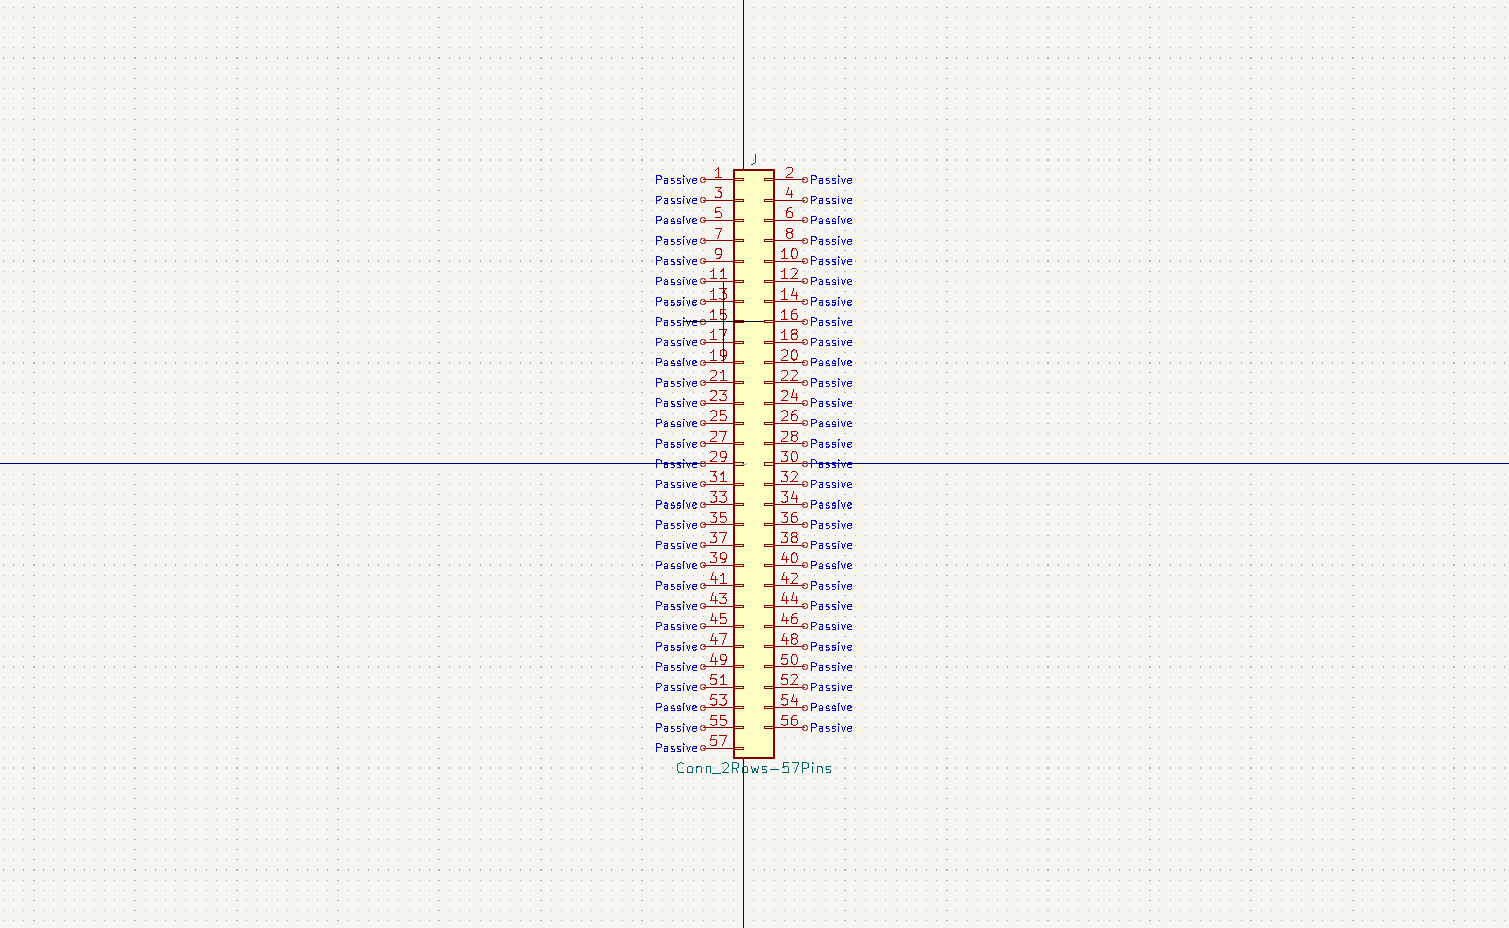 J
Passive 1 2 Passive
Passive 3 4 Passive
Passive 5 6 Passive
Passive 7 8 Passive
Passive 9 10 Passive
Passive 11 12 Passive
Passive 13 14 Passive
Passive 15 16 Passive
Passive 17 18 Passive
Passive 19 20 Passive
Passive 21 22 Passive
Passive 23 24 Passive
Passive 25 26 Passive
Passive 27 28 Passive
Passive 29 30 Passive
Passive 31 32 Passive
Passive 33 34 Passive
Passive 35 36 Passive
Passive 37 38 Passive
Passive 39 40 Passive
Passive 41 42 Passive
Passive 43 44 Passive
Passive 45 46 Passive
Passive 47 48 Passive
Passive 49 50 Passive
Passive 51 52 Passive
Passive 53 54 Passive
Passive 55 56 Passive
Passive 57
Conn_2Rows-57Pins